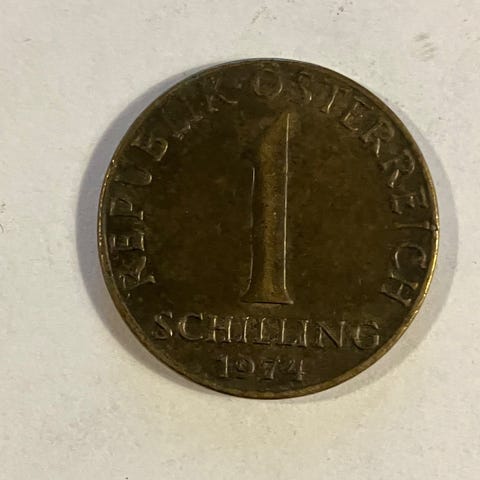 REPUBLIK·ÖSTERREICH
1
SCHILLING
1974